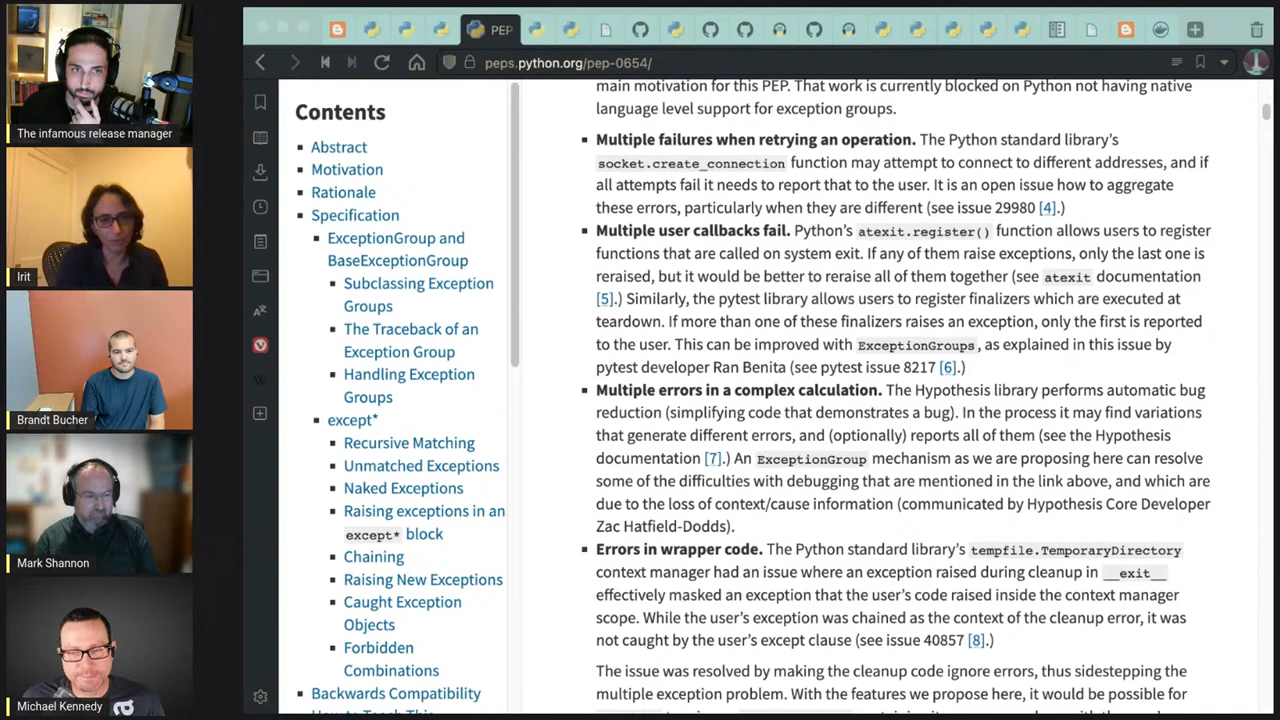 The infamous release manager
Irit
Brandt Bucher
Mark Shannon
Michael Kennedy
PEP
peps.python.org/pep-0654/
Contents
Abstract
Motivation
Rationale
Specification
ExceptionGroup and
BaseExceptionGroup
Subclassing Exception
Groups
The Traceback of an
Exception Group
Handling Exception
Groups
except*
Recursive Matching
Unmatched Exceptions
Naked Exceptions
Raising exceptions in an
except* block
Chaining
Raising New Exceptions
Caught Exception
Objects
Forbidden
Combinations
Backwards Compatibility
How to Teach This
main motivation for this PEP. That work is currently blocked on Python not having native
language level support for exception groups.
Multiple failures when retrying an operation. The Python standard library’s
socket.create_connection function may attempt to connect to different addresses, and if
all attempts fail it needs to report that to the user. It is an open issue how to aggregate
these errors, particularly when they are different (see issue 29980 [4].)
Multiple user callbacks fail. Python’s atexit.register() function allows users to register
functions that are called on system exit. If any of them raise exceptions, only the last one is
reraised, but it would be better to reraise all of them together (see atexit documentation
[5].) Similarly, the pytest library allows users to register finalizers which are executed at
teardown. If more than one of these finalizers raises an exception, only the first is reported
to the user. This can be improved with ExceptionGroups, as explained in this issue by
pytest developer Ran Benita (see pytest issue 8217 [6].)
Multiple errors in a complex calculation. The Hypothesis library performs automatic bug
reduction (simplifying code that demonstrates a bug). In the process it may find variations
that generate different errors, and (optionally) reports all of them (see the Hypothesis
documentation [7].) An ExceptionGroup mechanism as we are proposing here can resolve
some of the difficulties with debugging that are mentioned in the link above, and which are
due to the loss of context/cause information (communicated by Hypothesis Core Developer
Zac Hatfield-Dodds).
Errors in wrapper code. The Python standard library’s tempfile.TemporaryDirectory
context manager had an issue where an exception raised during cleanup in __exit__
effectively masked an exception that the user’s code raised inside the context manager
scope. While the user’s exception was chained as the context of the cleanup error, it was
not caught by the user’s except clause (see issue 40857 [8].)
The issue was resolved by making the cleanup code ignore errors, thus sidestepping the
multiple exception problem. With the features we propose here, it would be possible for